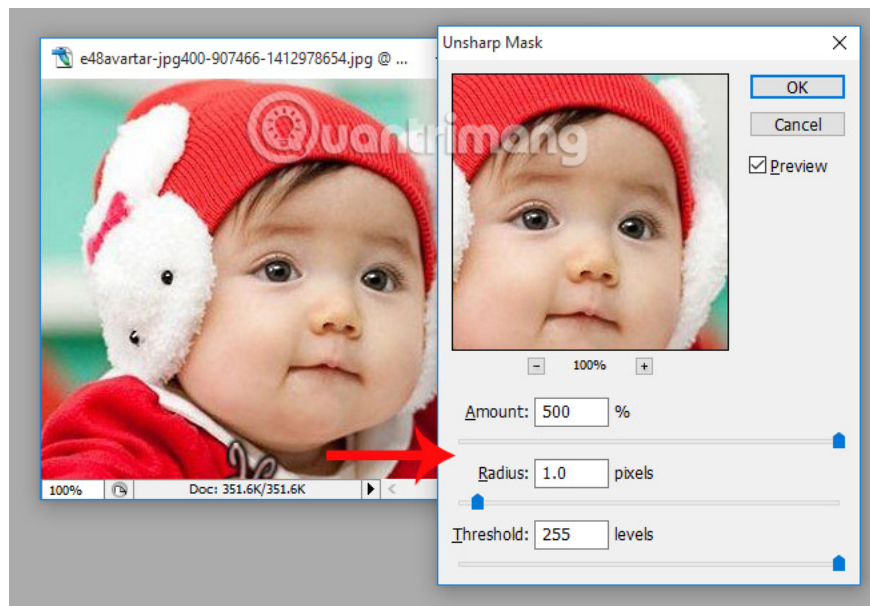 e48avartar-jpg400-907466-1412978654.jpg @ ...
Unsharp Mask
OK
Cancel
Preview
Quantrimang
100%
Amount: 500 %
Radius: 1.0 pixels
Threshold: 255 levels
100%
Doc: 351.6K/351.6K